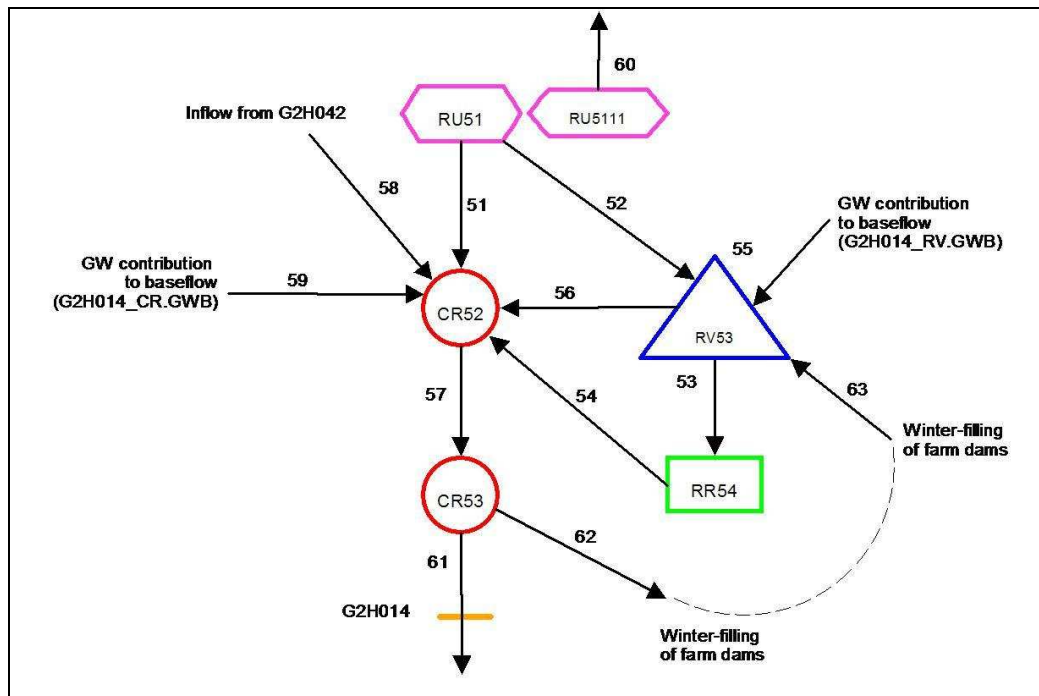 60
RU51
RU5111
Inflow from G2H042
58
51
52
GW contribution
to baseflow
(G2H014_RV.GWB)
55
GW contribution
to baseflow
(G2H014_CR.GWB)
59
56
CR52
RV53
57
54
53
63
Winter-filling
of farm dams
CR53
RR54
62
61
G2H014
Winter-filling
of farm dams